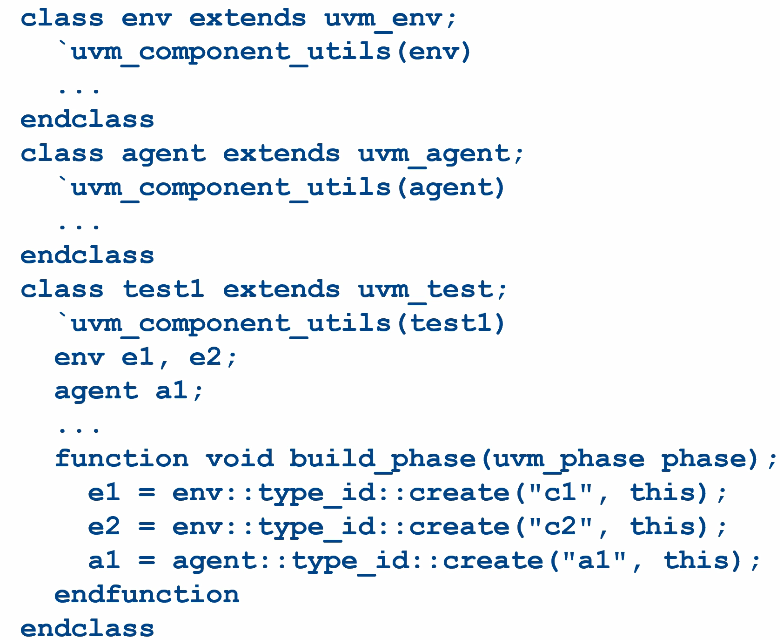 class env extends uvm_env;
`uvm_component_utils(env)
...
endclass
class agent extends uvm_agent;
`uvm_component_utils(agent)
...
endclass
class test1 extends uvm_test;
`uvm_component_utils(test1)
env e1, e2;
agent a1;
...
function void build_phase(uvm_phase phase);
e1 = env::type_id::create("c1", this);
e2 = env::type_id::create("c2", this);
a1 = agent::type_id::create("a1", this);
endfunction
endclass